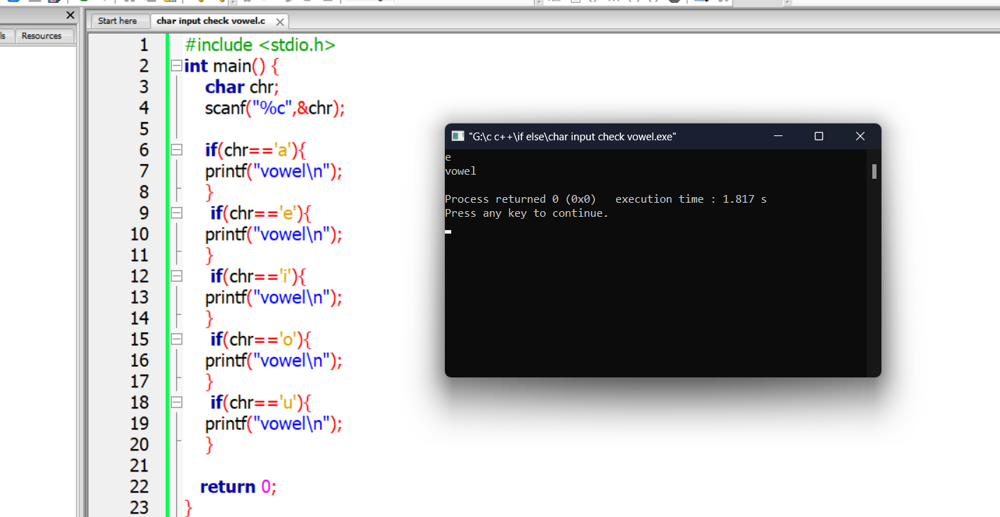 Start here char input check vowel.c
ls Resources
1 #include <stdio.h>
2 int main() {
3 char chr;
4 scanf("%c",&chr);
5
6 if(chr=='a'){
7 printf("vowel\n");
8 }
9 if(chr=='e'){
10 printf("vowel\n");
11 }
12 if(chr=='i'){
13 printf("vowel\n");
14 }
15 if(chr=='o'){
16 printf("vowel\n");
17 }
18 if(chr=='u'){
19 printf("vowel\n");
20 }
21
22 return 0;
23 }
"G:\c c++\if else\char input check vowel.exe"
e
vowel
Process returned 0 (0x0) execution time : 1.817 s
Press any key to continue.